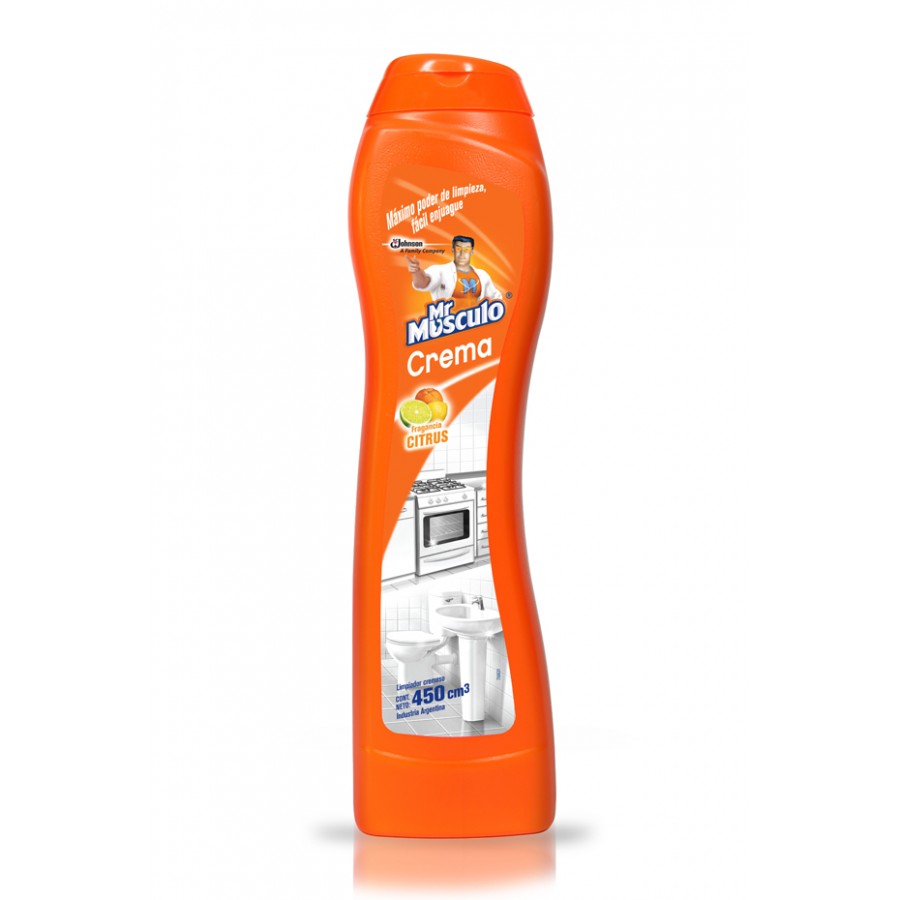 Máximo poder de limpieza,
fácil enjuague
Johnson
A Family Company
Mr
Músculo®
Crema
Fragancia
CITRUS
Limpiador cremoso
CONT. NETO: 450 cm³
Industria Argentina